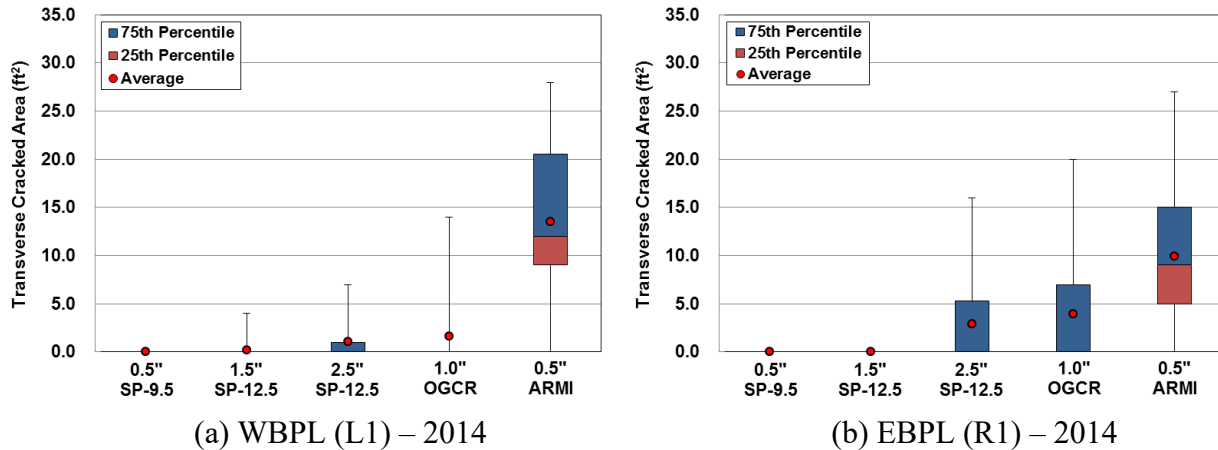 Transverse Cracked Area (ft²)
35.0
30.0
25.0
20.0
15.0
10.0
5.0
0.0
75th Percentile
25th Percentile
Average
0.5" 1.5" 2.5" 1.0" 0.5"
SP-9.5 SP-12.5 SP-12.5 OGCR ARMI
(a) WBPL (L1) – 2014
Transverse Cracked Area (ft²)
35.0
30.0
25.0
20.0
15.0
10.0
5.0
0.0
75th Percentile
25th Percentile
Average
0.5" 1.5" 2.5" 1.0" 0.5"
SP-9.5 SP-12.5 SP-12.5 OGCR ARMI
(b) EBPL (R1) – 2014